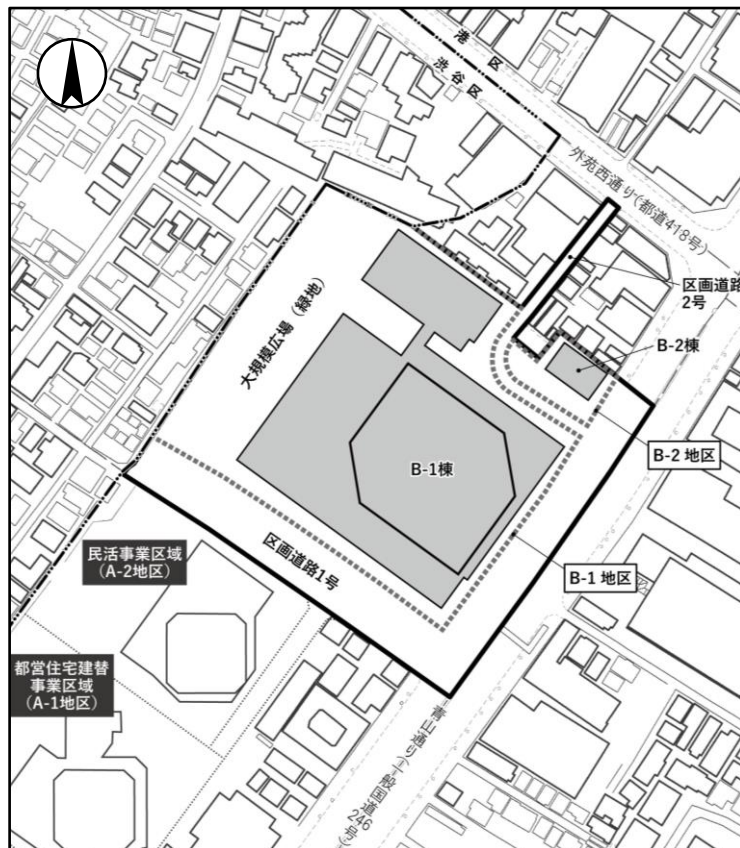 港区
渋谷区
外苑西通り(都道418号)
区画道路
2号
B-2棟
大規模広場(緑地)
B-1棟
B-2 地区
B-1 地区
区画道路1号
民活事業区域
(A-2地区)
都営住宅建替
事業区域
(A-1地区)
青山通り(一般国道
246号)